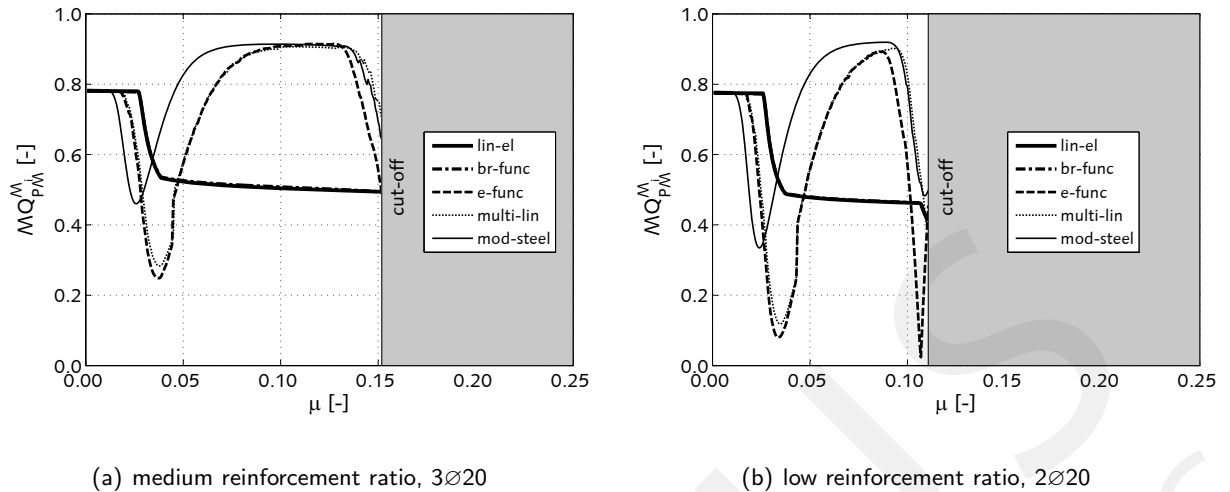 1.0
0.8
0.6
0.4
0.2
0.0
0.00 0.05 0.10 0.15 0.20 0.25
μ [-]
cut-off
lin-el
br-func
e-func
multi-lin
mod-steel
(a) medium reinforcement ratio, 3∅20
1.0
0.8
0.6
0.4
0.2
0.0
0.00 0.05 0.10 0.15 0.20 0.25
μ [-]
cut-off
lin-el
br-func
e-func
multi-lin
mod-steel
(b) low reinforcement ratio, 2∅20